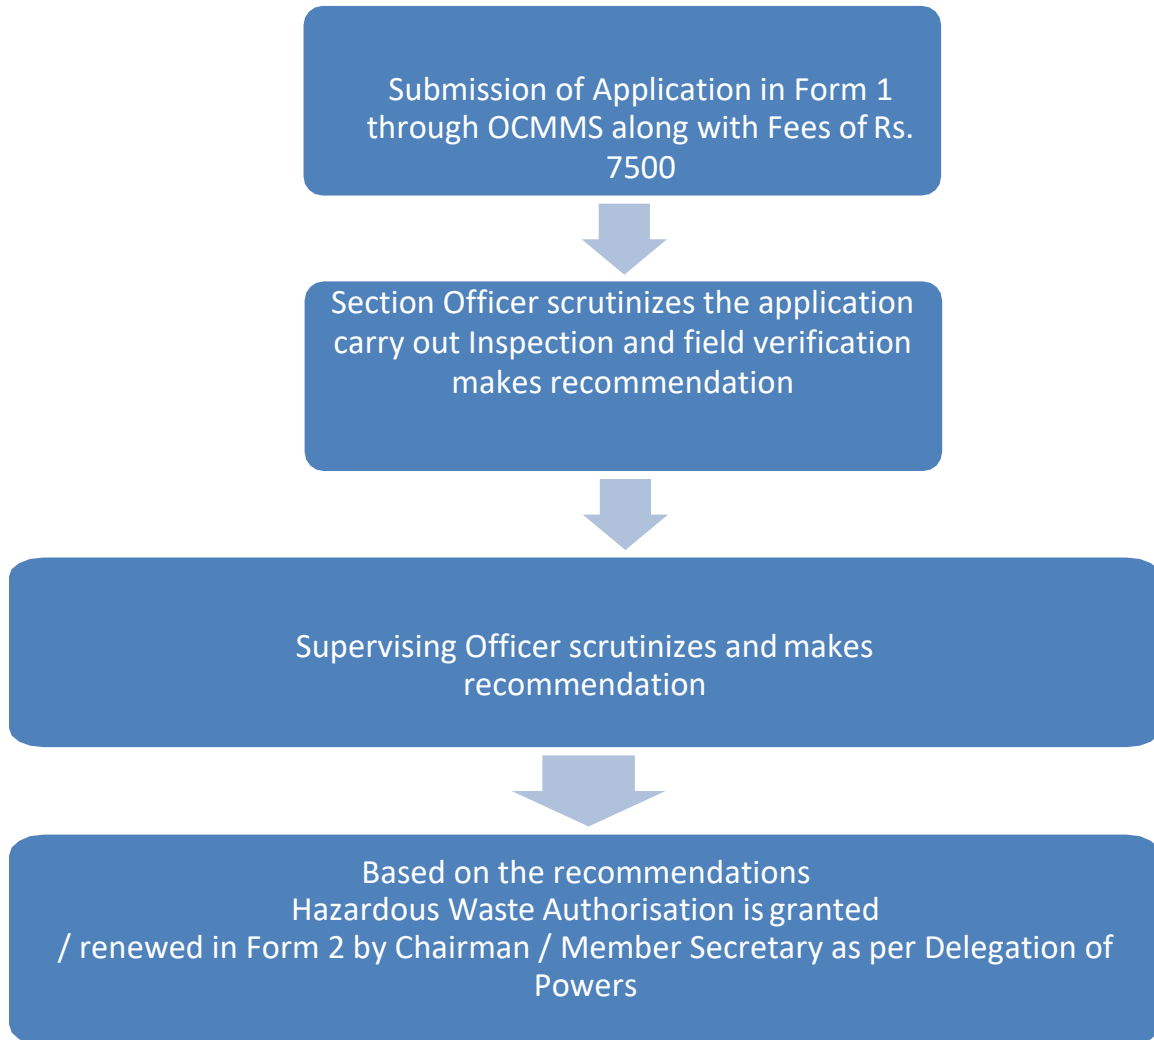 Submission of Application in Form 1
through OCMMS along with Fees of Rs.
7500
Section Officer scrutinizes the application
carry out Inspection and field verification
makes recommendation
Supervising Officer scrutinizes and makes
recommendation
Based on the recommendations
Hazardous Waste Authorisation is granted
/ renewed in Form 2 by Chairman / Member Secretary as per Delegation of
Powers